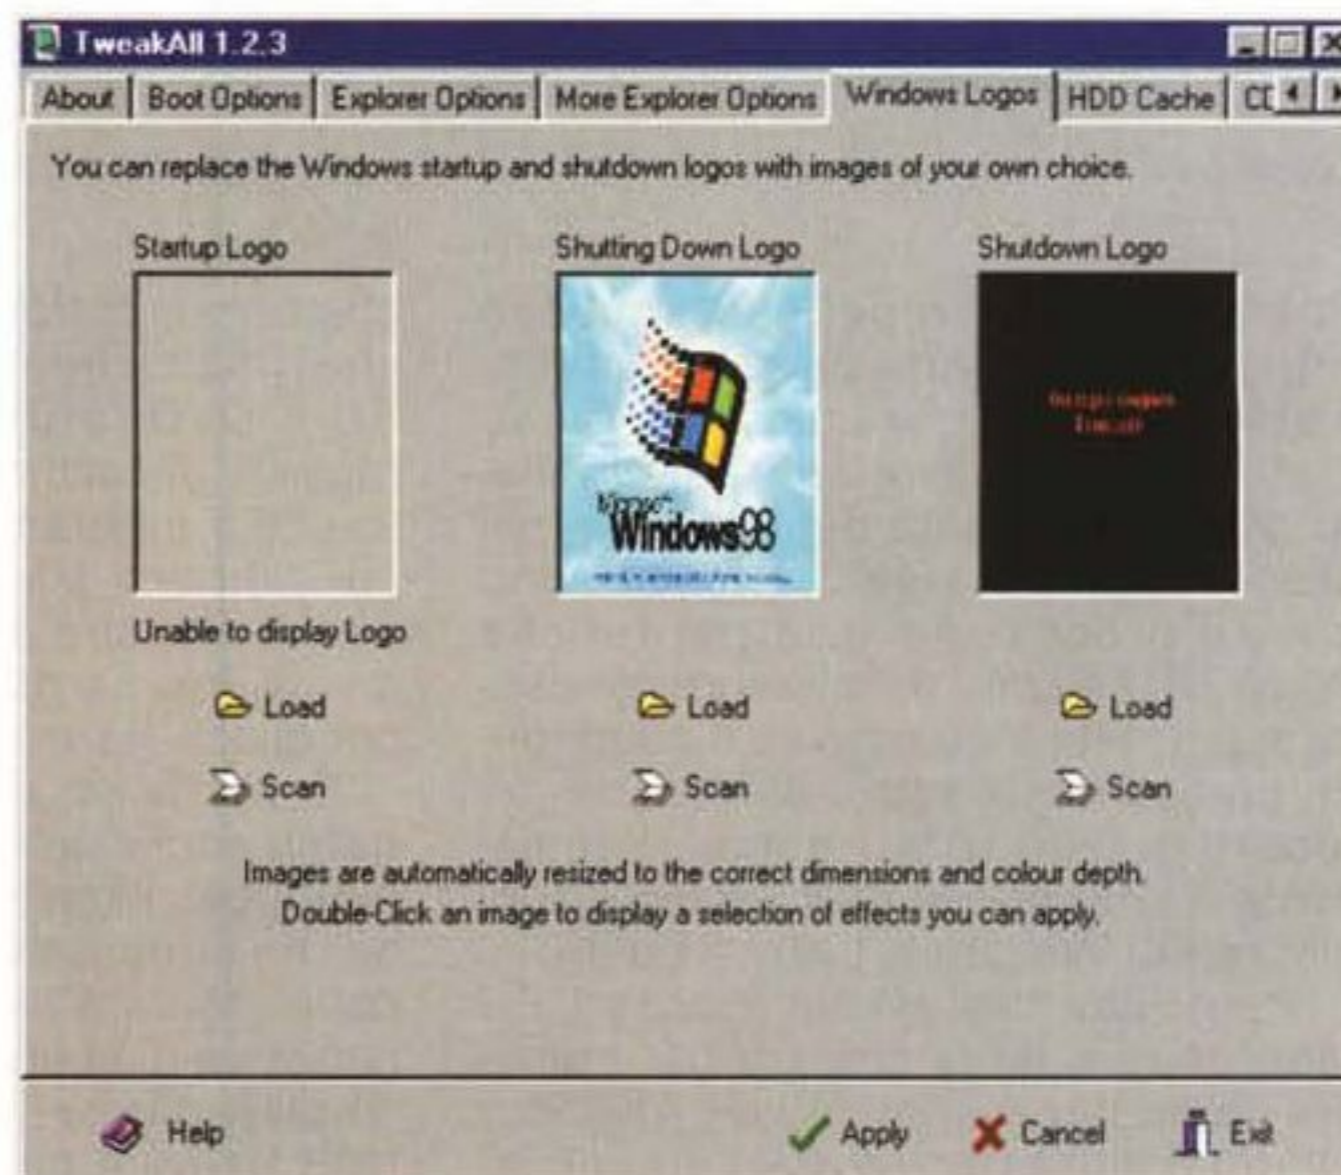 TweakAll 1.2.3
About Boot Options Explorer Options More Explorer Options Windows Logos HDD Cache
You can replace the Windows startup and shutdown logos with images of your own choice.
Startup Logo Shutting Down Logo Shutdown Logo
Microsoft
Windows98
Unable to display Logo
Load Load Load
Scan Scan Scan
Images are automatically resized to the correct dimensions and colour depth.
Double-Click an image to display a selection of effects you can apply.
Help Apply Cancel Exit